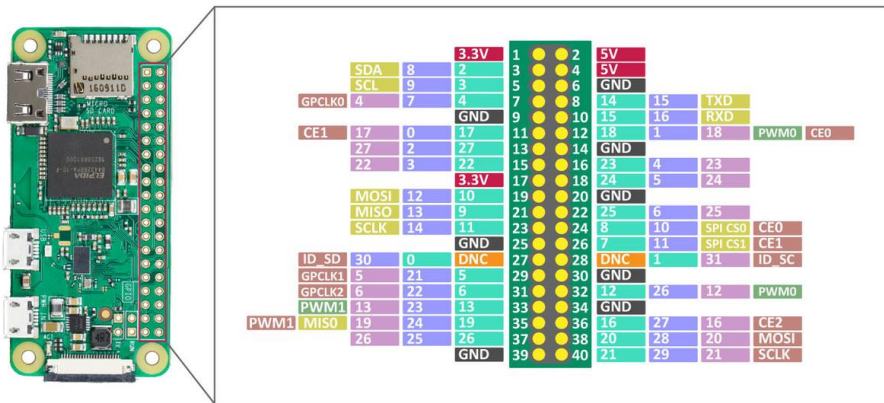 160911D
MICRO
SD CARD
ELPIDA
GPIO
3.3V 1 2 5V
SDA 8 2 3 4 5V
SCL 9 3 5 6 GND
GPCLK0 4 7 4 7 8 14 15 TXD
GND 9 10 15 16 RXD
CE1 17 0 17 11 12 18 1 18 PWM0 CE0
27 2 27 13 14 GND
22 3 22 15 16 23 4 23
3.3V 17 18 24 5 24
MOSI 12 10 19 20 GND
MISO 13 9 21 22 25 6 25
SCLK 14 11 23 24 8 10 SPI CS0 CE0
GND 25 26 7 11 SPI CS1 CE1
ID_SD 30 0 DNC 27 28 DNC 1 31 ID_SC
GPCLK1 5 21 5 29 30 GND
GPCLK2 6 22 6 31 32 12 26 12 PWM0
PWM1 13 23 13 33 34 GND
PWM1 MIS0 19 24 19 35 36 16 27 16 CE2
26 25 26 37 38 20 28 20 MOSI
GND 39 40 21 29 21 SCLK